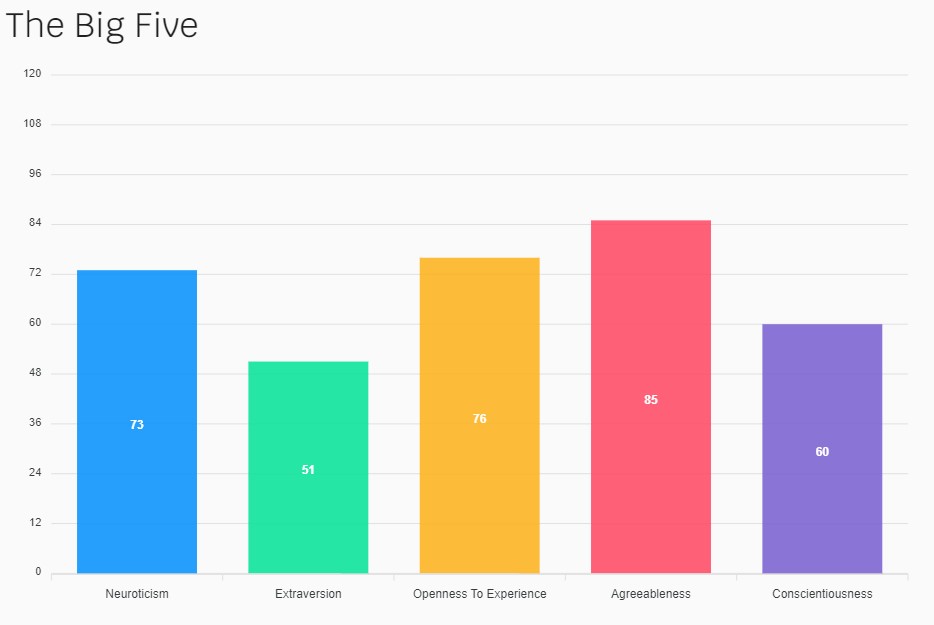 The Big Five
120
108
96
84
72
60
48
36
24
12
0
73
51
76
85
60
Neuroticism
Extraversion
Openness To Experience
Agreeableness
Conscientiousness